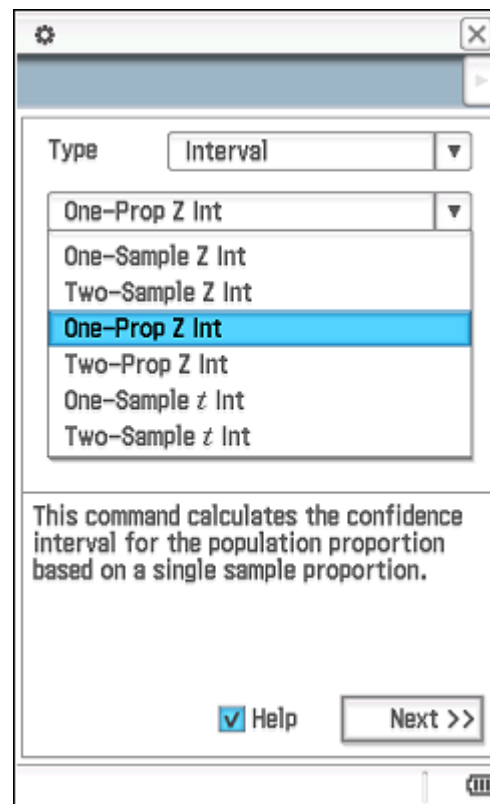 Type Interval
One-Prop Z Int
One-Sample Z Int
Two-Sample Z Int
One-Prop Z Int
Two-Prop Z Int
One-Sample t Int
Two-Sample t Int
This command calculates the confidence
interval for the population proportion
based on a single sample proportion.
Help Next >>